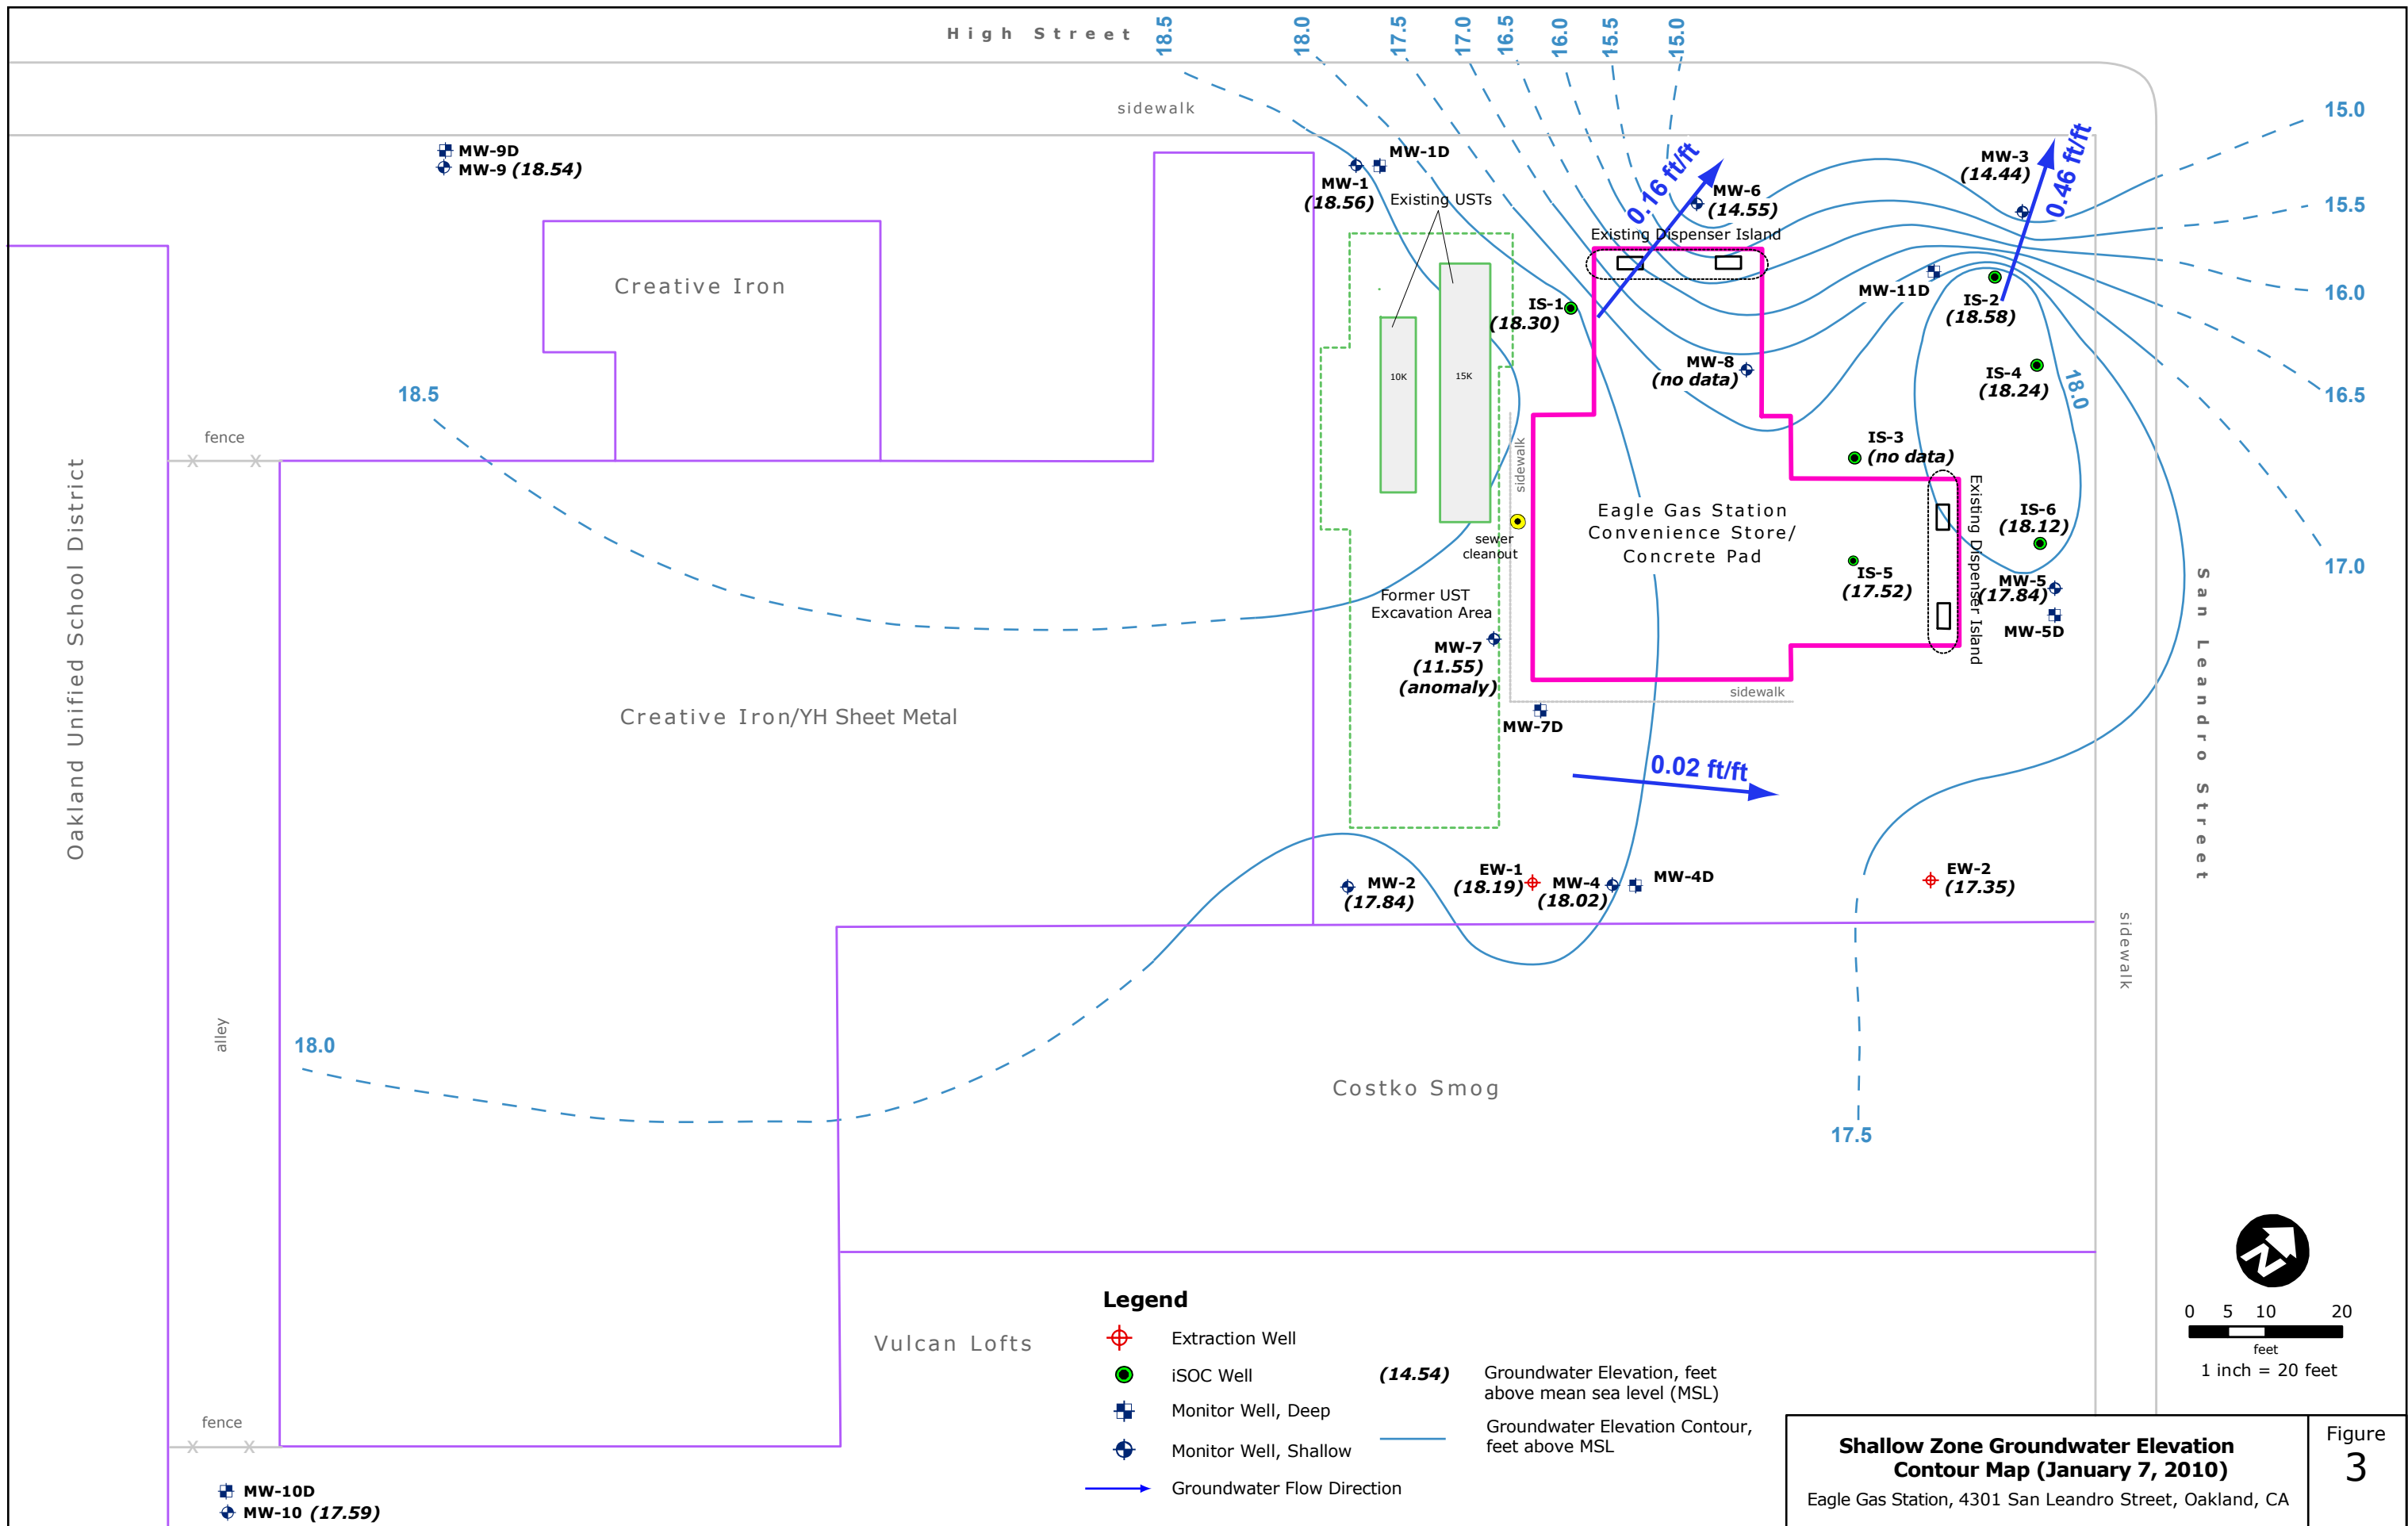 High Street
18.5
18.0
17.5
17.0
16.5
16.0
15.5
15.0
sidewalk
15.0
15.5
16.0
16.5
17.0
MW-9D
MW-9 (18.54)
MW-1D
MW-1
(18.56)
Existing USTs
0.16 ft/ft
MW-6
(14.55)
Existing Dispenser Island
MW-3
(14.44)
0.46 ft/ft
Creative Iron
IS-1
(18.30)
MW-11D
IS-2
(18.58)
10K
15K
MW-8
(no data)
IS-4
(18.24)
18.0
18.5
fence
sidewalk
IS-3
(no data)
Oakland Unified School District
Eagle Gas Station
Convenience Store/
Concrete Pad
Existing Dispenser Island
IS-6
(18.12)
sewer
cleanout
IS-5
(17.52)
MW-5
(17.84)
MW-5D
San Leandro Street
Former UST
Excavation Area
MW-7
(11.55)
(anomaly)
sidewalk
MW-7D
Creative Iron/YH Sheet Metal
0.02 ft/ft
MW-2
(17.84)
EW-1
(18.19)
MW-4
(18.02)
MW-4D
EW-2
(17.35)
sidewalk
alley
18.0
Costko Smog
17.5
Vulcan Lofts
fence
MW-10D
MW-10 (17.59)
Legend
Extraction Well
iSOC Well
Monitor Well, Deep
Monitor Well, Shallow
Groundwater Flow Direction
(14.54)
Groundwater Elevation, feet
above mean sea level (MSL)
Groundwater Elevation Contour,
feet above MSL
N
0 5 10 20
feet
1 inch = 20 feet
Shallow Zone Groundwater Elevation
Contour Map (January 7, 2010)
Eagle Gas Station, 4301 San Leandro Street, Oakland, CA
Figure
3